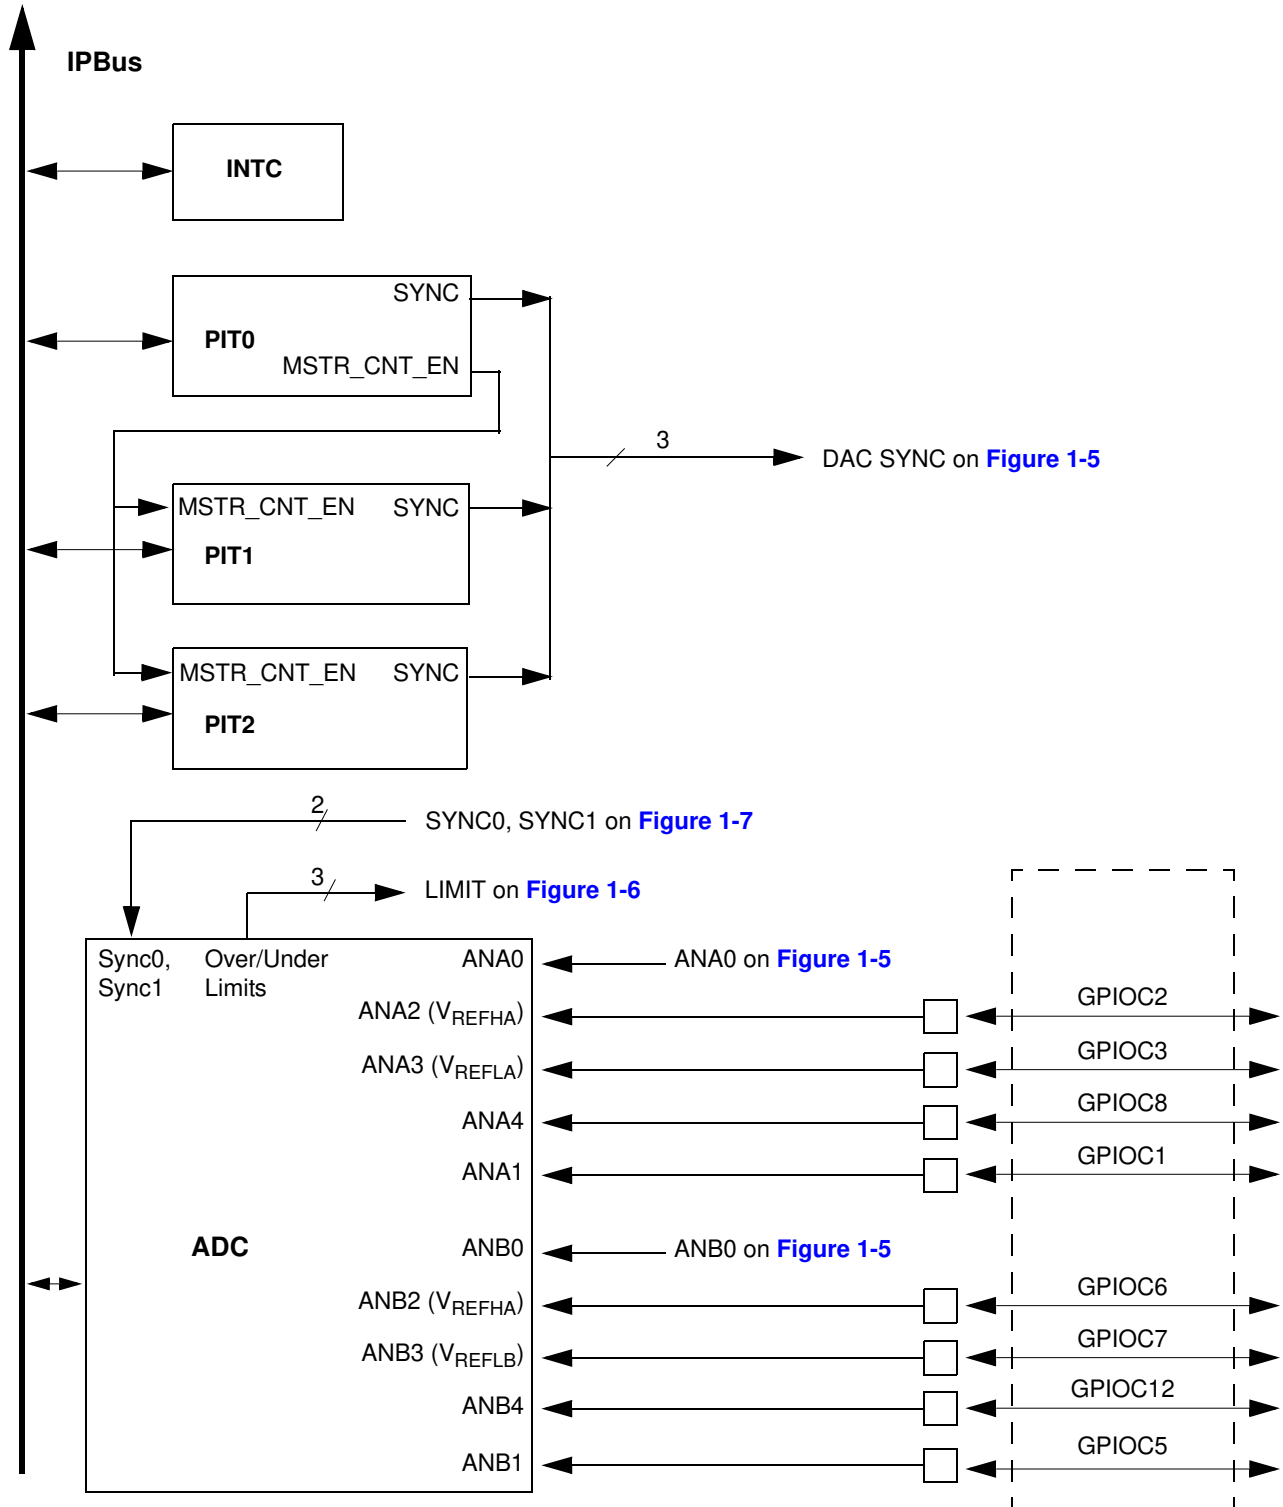 IPBus
INTC
SYNC
PIT0
MSTR_CNT_EN
3
DAC SYNC on Figure 1-5
MSTR_CNT_EN SYNC
PIT1
MSTR_CNT_EN SYNC
PIT2
2
SYNC0, SYNC1 on Figure 1-7
3
LIMIT on Figure 1-6
Sync0, Sync1
Over/Under Limits
ANA0
ANA0 on Figure 1-5
ANA2 (VREFHA)
GPIOC2
ANA3 (VREFLA)
GPIOC3
ANA4
GPIOC8
ANA1
GPIOC1
ADC
ANB0
ANB0 on Figure 1-5
ANB2 (VREFHA)
GPIOC6
ANB3 (VREFLB)
GPIOC7
ANB4
GPIOC12
ANB1
GPIOC5